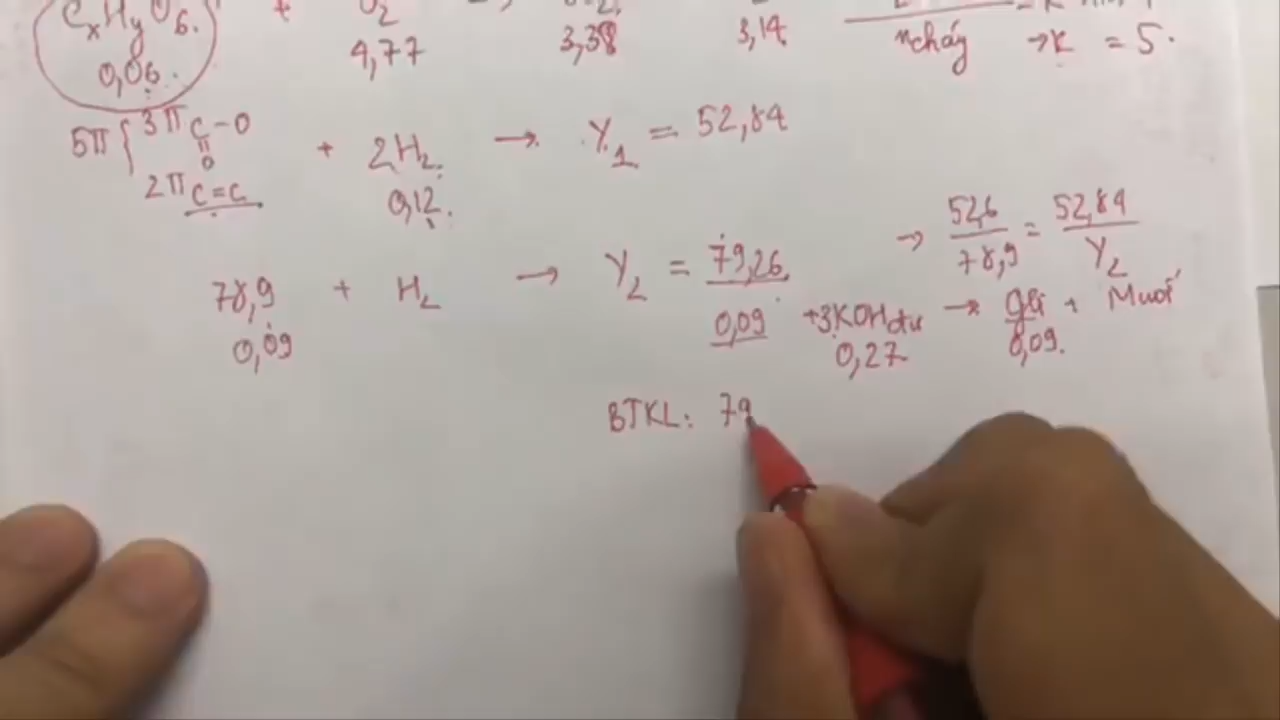 CxHyO6. + O2
0,06. 4,77 3,38 3,14 ncháy → K = 5.
5π { 3π C-O
O
+ 2H2 → Y1 = 52,84
2π C=C 0,12.
78,9 + H2 → Y2 = 79,26 → 52,6 / 78,9 = 52,84 / Y2
0,09 0,09 +3KOH dư → gli + Muối
0,27 0,09.
BTKL: 79